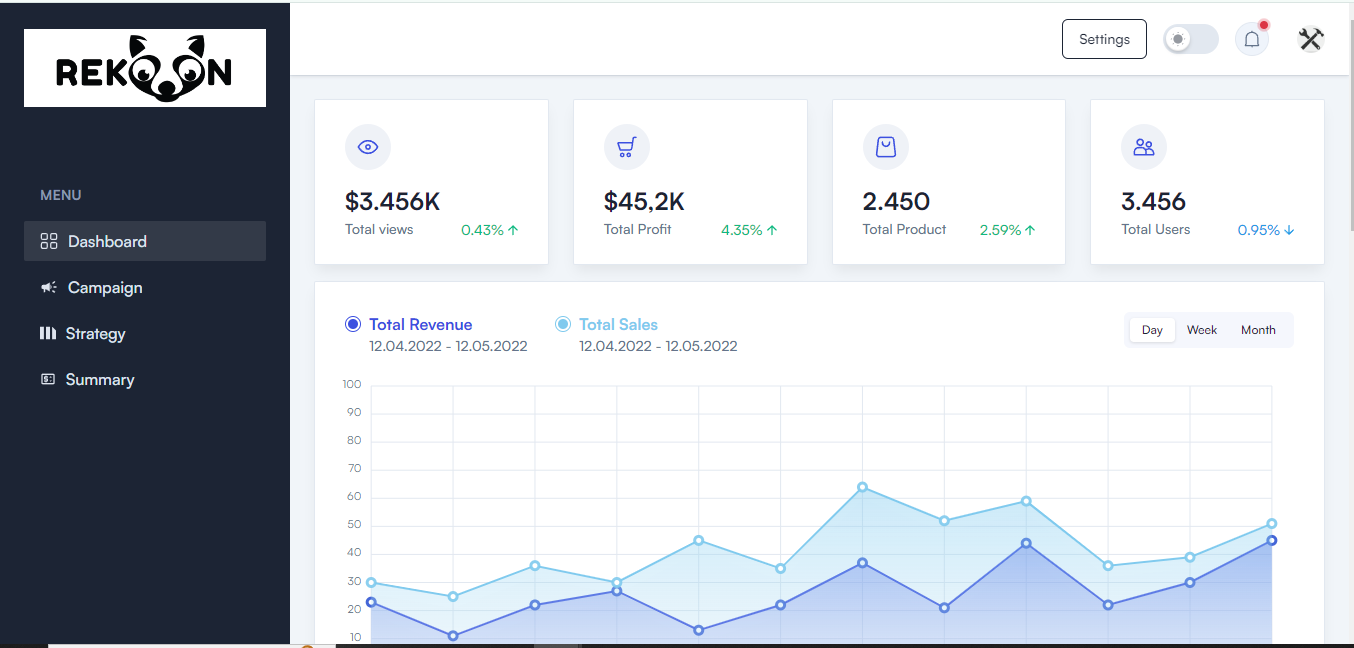 REKOON
MENU
Dashboard
Campaign
Strategy
Summary
Settings
$3.456K
Total views 0.43%
$45,2K
Total Profit 4.35%
2.450
Total Product 2.59%
3.456
Total Users 0.95%
Total Revenue
12.04.2022 - 12.05.2022
Total Sales
12.04.2022 - 12.05.2022
Day Week Month
100
90
80
70
60
50
40
30
20
10